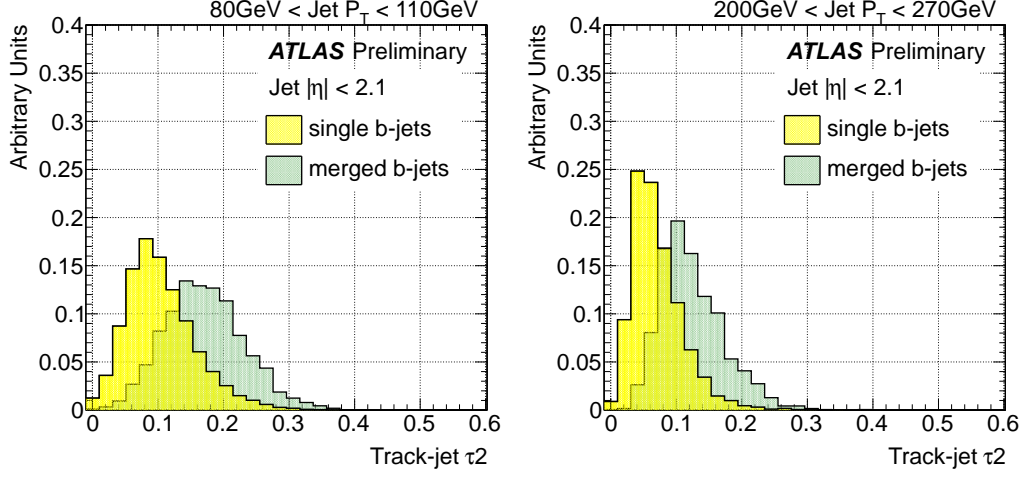 80GeV < Jet P_T < 110GeV
Arbitrary Units
0.4
0.35
0.3
0.25
0.2
0.15
0.1
0.05
0
ATLAS Preliminary
Jet |η| < 2.1
single b-jets
merged b-jets
0 0.1 0.2 0.3 0.4 0.5 0.6
Track-jet τ2
200GeV < Jet P_T < 270GeV
Arbitrary Units
0.4
0.35
0.3
0.25
0.2
0.15
0.1
0.05
0
ATLAS Preliminary
Jet |η| < 2.1
single b-jets
merged b-jets
0 0.1 0.2 0.3 0.4 0.5 0.6
Track-jet τ2